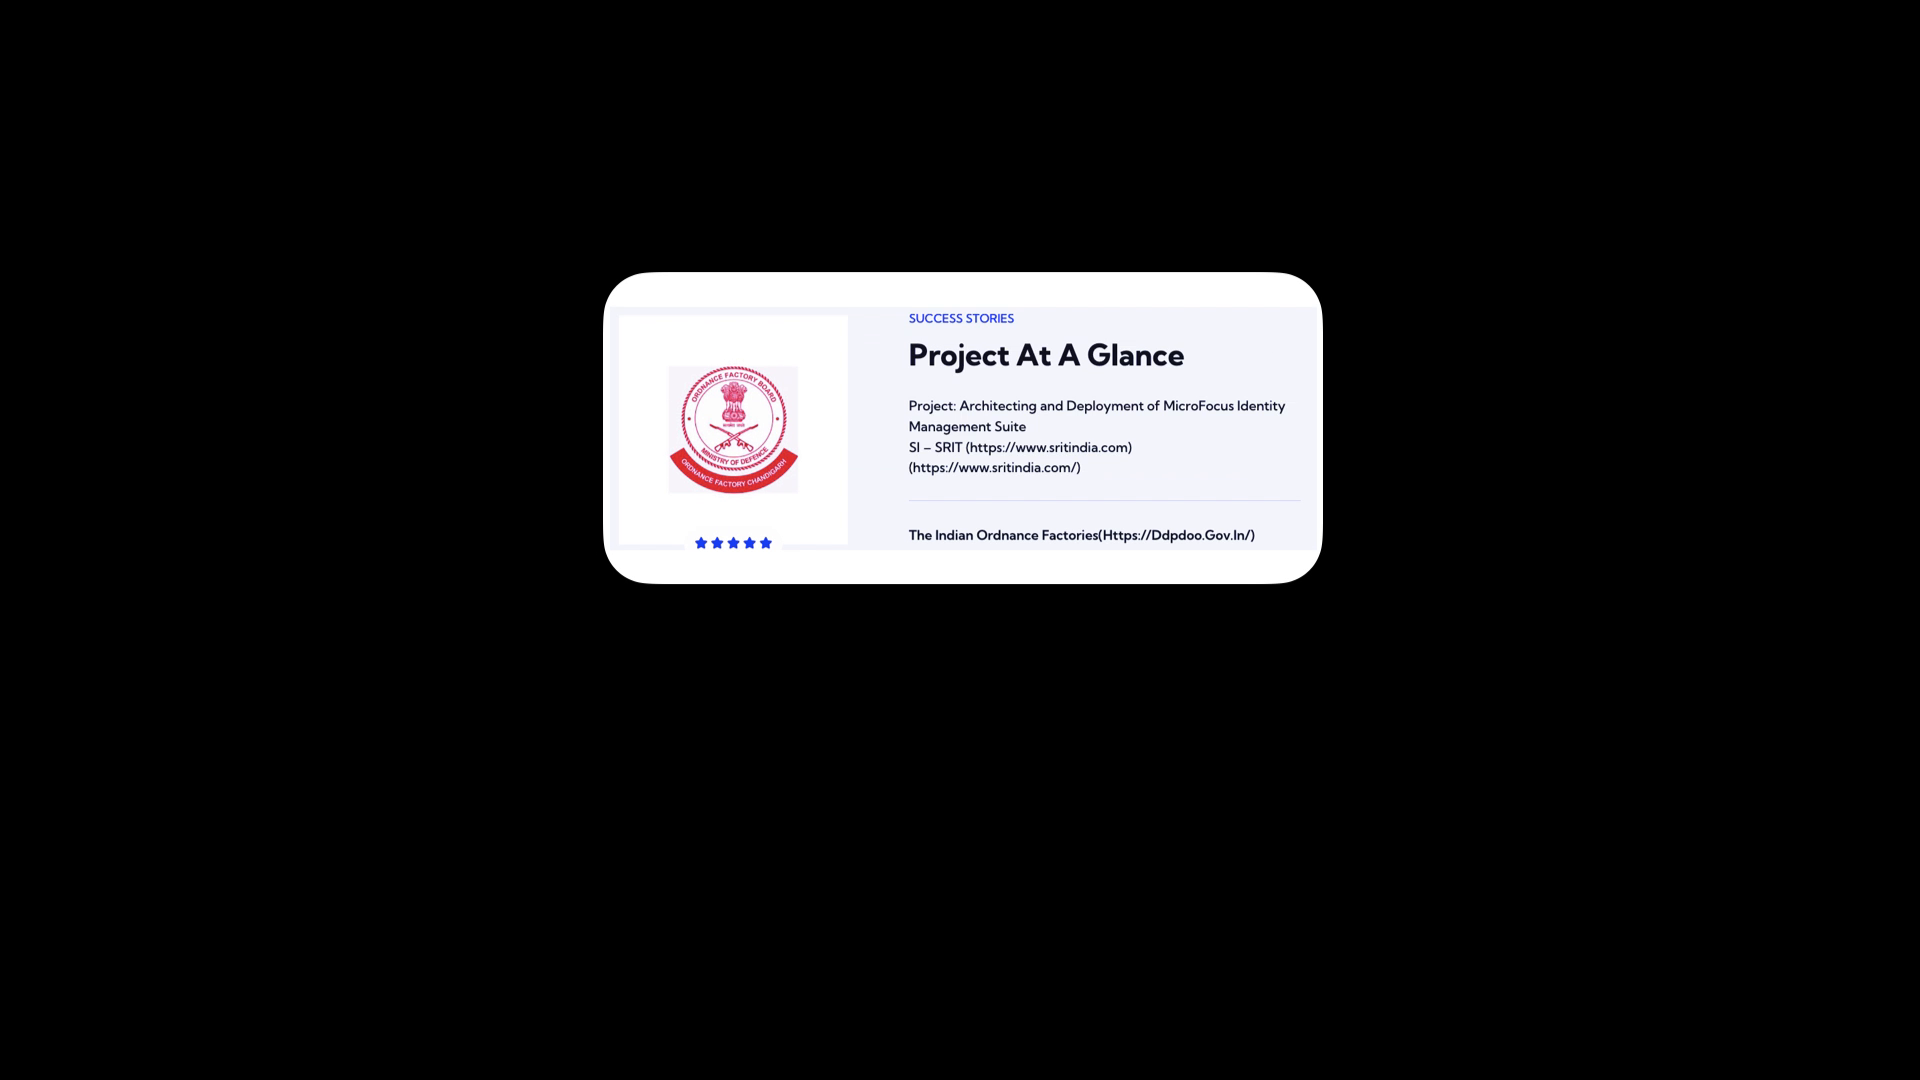 ORDNANCE FACTORY BOARD
MINISTRY OF DEFENCE
ORDNANCE FACTORY CHANDIGARH
SUCCESS STORIES
Project At A Glance
Project: Architecting and Deployment of MicroFocus Identity
Management Suite
SI – SRIT (https://www.sritindia.com)
(https://www.sritindia.com/)
The Indian Ordnance Factories(Https://Ddpdoo.Gov.In/)